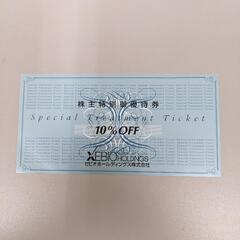 株主特別御優待券
Special Treatment Ticket
10%OFF
XEBIO HOLDINGS
ゼビオホールディングス株式会社